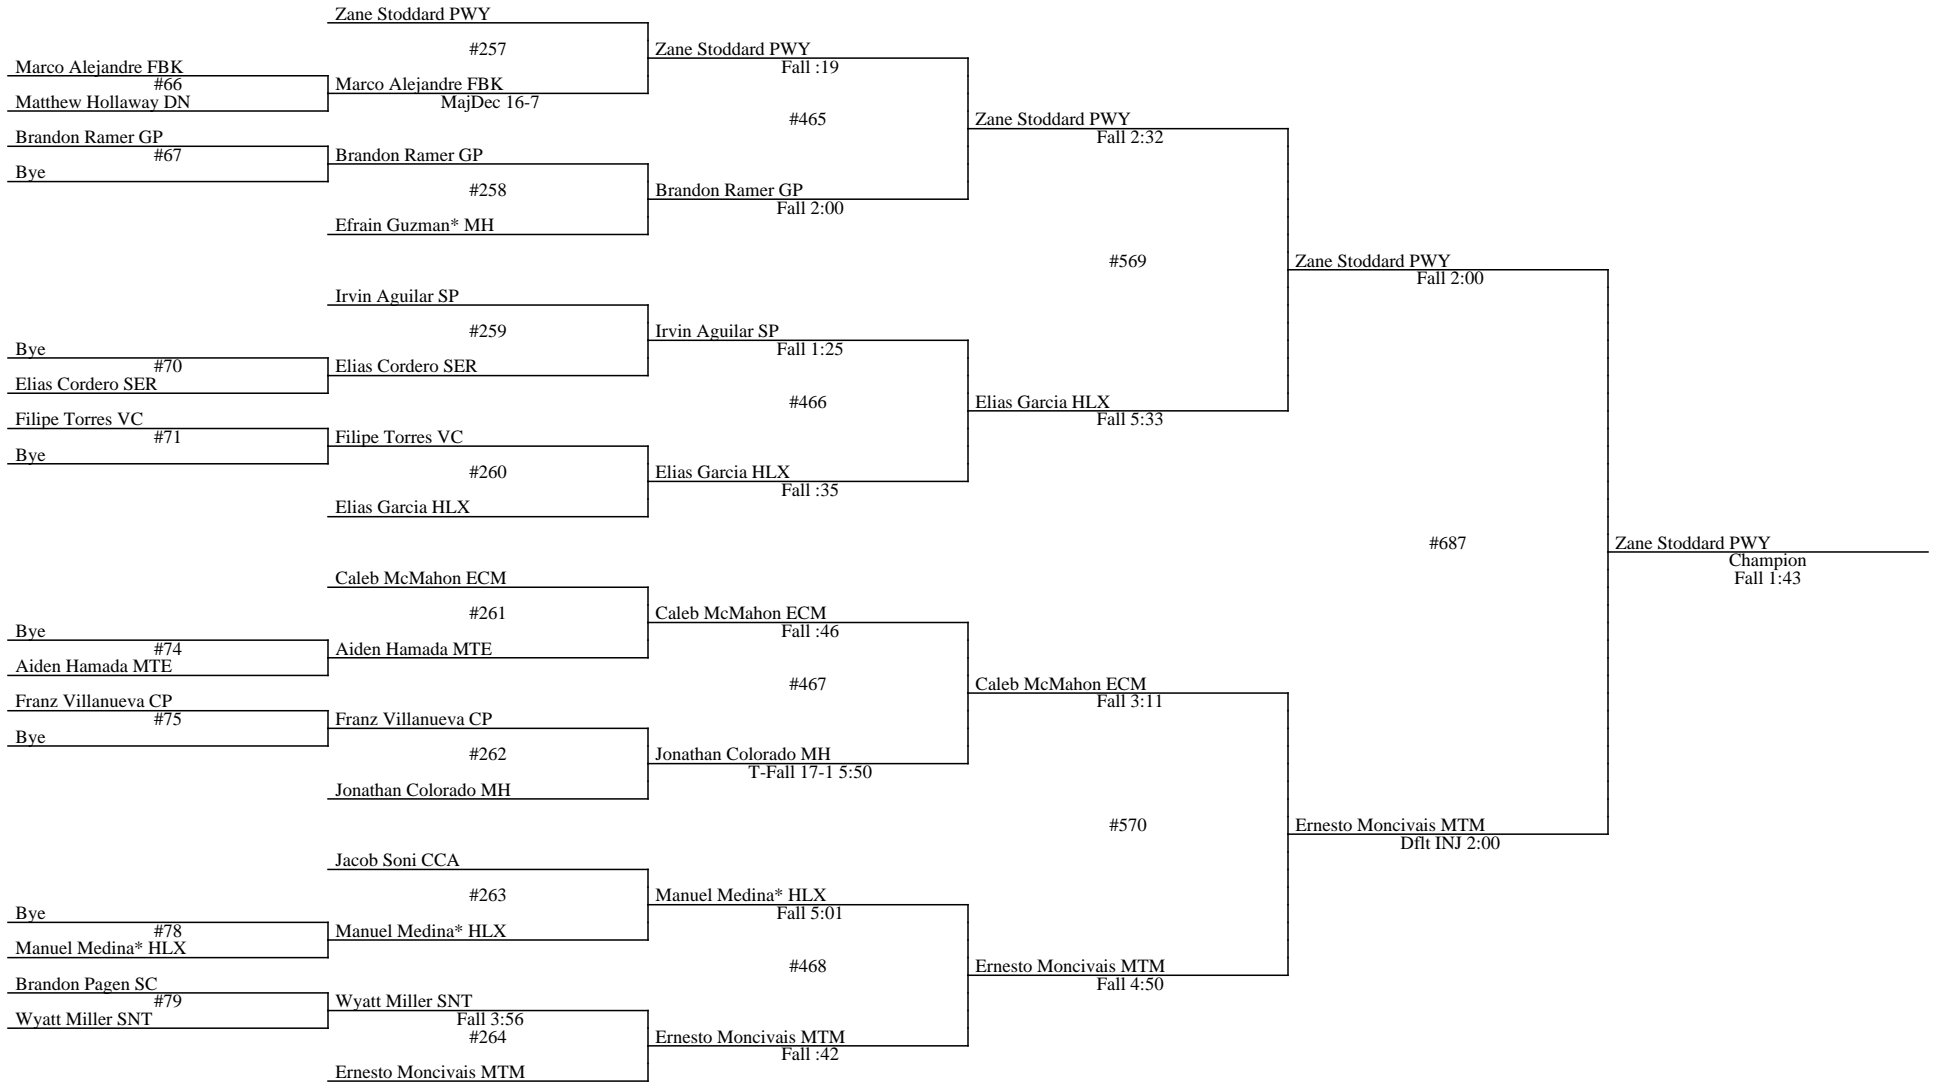 Zane Stoddard PWY
#257
Zane Stoddard PWY
Fall :19
Marco Alejandre FBK
#66
Matthew Hollaway DN
Marco Alejandre FBK
MajDec 16-7
#465
Zane Stoddard PWY
Fall 2:32
Brandon Ramer GP
#67
Bye
Brandon Ramer GP
#258
Brandon Ramer GP
Fall 2:00
Efrain Guzman* MH
#569
Zane Stoddard PWY
Fall 2:00
Irvin Aguilar SP
#259
Irvin Aguilar SP
Fall 1:25
Bye
#70
Elias Cordero SER
Elias Cordero SER
#466
Elias Garcia HLX
Fall 5:33
Filipe Torres VC
#71
Bye
Filipe Torres VC
#260
Elias Garcia HLX
Fall :35
Elias Garcia HLX
#687
Zane Stoddard PWY
Champion
Fall 1:43
Caleb McMahon ECM
#261
Caleb McMahon ECM
Fall :46
Bye
#74
Aiden Hamada MTE
Aiden Hamada MTE
#467
Caleb McMahon ECM
Fall 3:11
Franz Villanueva CP
#75
Bye
Franz Villanueva CP
#262
Jonathan Colorado MH
T-Fall 17-1 5:50
Jonathan Colorado MH
#570
Ernesto Moncivais MTM
Dflt INJ 2:00
Jacob Soni CCA
#263
Manuel Medina* HLX
Fall 5:01
Bye
#78
Manuel Medina* HLX
Manuel Medina* HLX
#468
Ernesto Moncivais MTM
Fall 4:50
Brandon Pagen SC
#79
Wyatt Miller SNT
Wyatt Miller SNT
Fall 3:56
#264
Ernesto Moncivais MTM
Fall :42
Ernesto Moncivais MTM